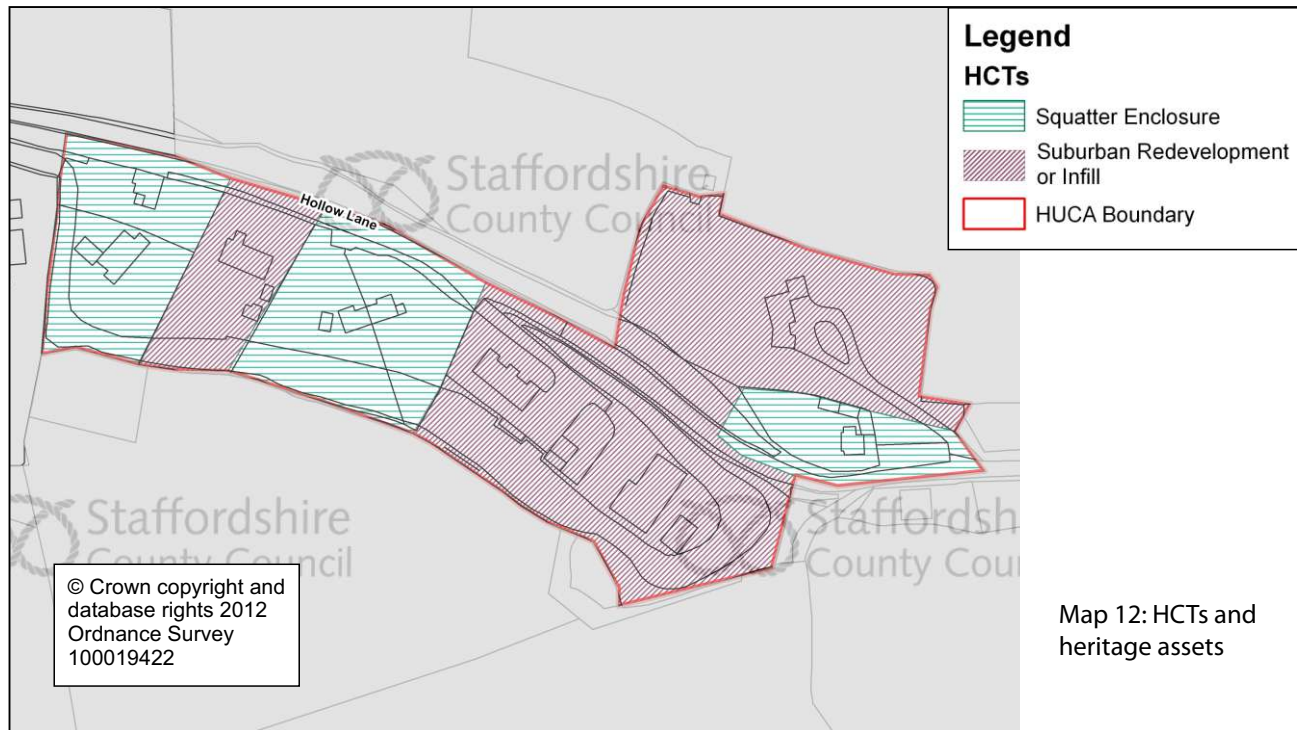 Legend
HCTs
Squatter Enclosure
Suburban Redevelopment
or Infill
HUCA Boundary
Staffordshire
County Council
Hollow Lane
Staffordshire
County Council
Staffordsh
County Cou
© Crown copyright and
database rights 2012
Ordnance Survey
100019422
Map 12: HCTs and
heritage assets